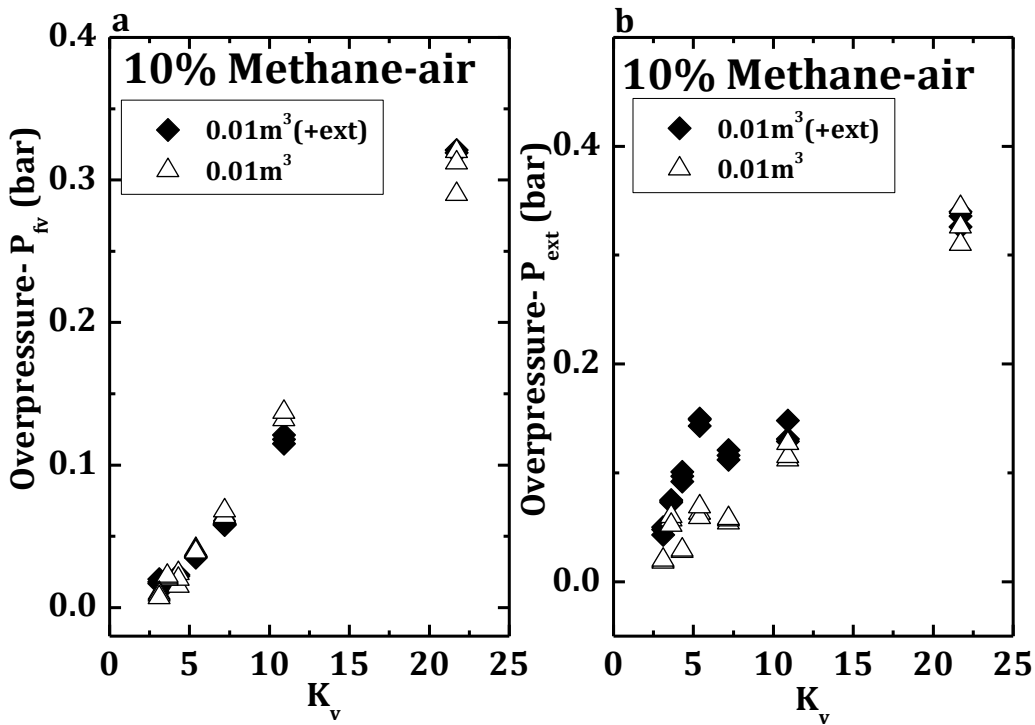 a
10% Methane-air
0.01m³(+ext)
0.01m³
Overpressure- P_fv (bar)
0.4
0.3
0.2
0.1
0.0
0 5 10 15 20 25
K_v
b
10% Methane-air
0.01m³(+ext)
0.01m³
Overpressure- P_ext (bar)
0.4
0.2
0.0
0 5 10 15 20 25
K_v